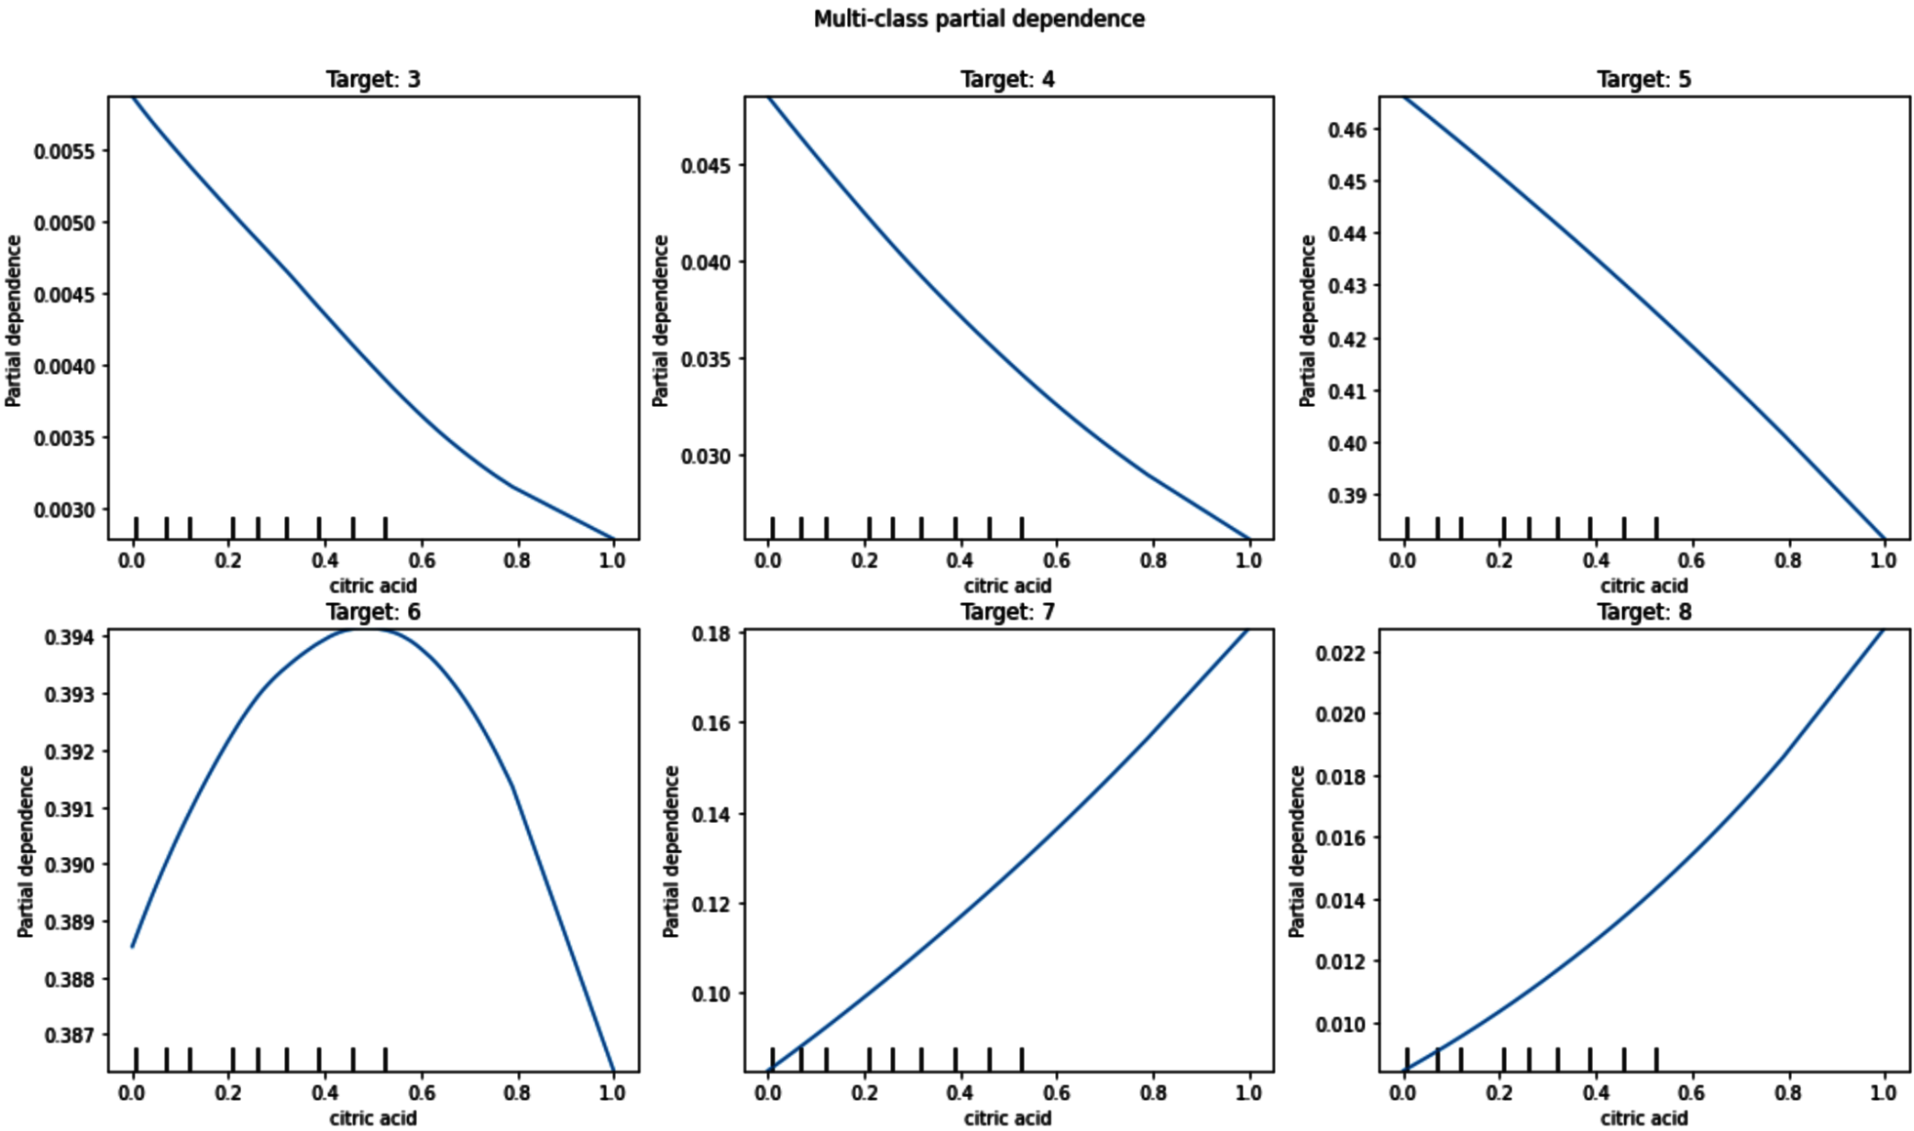 Multi-class partial dependence
Target: 3
Partial dependence
0.0055
0.0050
0.0045
0.0040
0.0035
0.0030
0.0 0.2 0.4 0.6 0.8 1.0
citric acid
Target: 4
Partial dependence
0.045
0.040
0.035
0.030
0.0 0.2 0.4 0.6 0.8 1.0
citric acid
Target: 5
Partial dependence
0.46
0.45
0.44
0.43
0.42
0.41
0.40
0.39
0.0 0.2 0.4 0.6 0.8 1.0
citric acid
Target: 6
Partial dependence
0.394
0.393
0.392
0.391
0.390
0.389
0.388
0.387
0.0 0.2 0.4 0.6 0.8 1.0
citric acid
Target: 7
Partial dependence
0.18
0.16
0.14
0.12
0.10
0.0 0.2 0.4 0.6 0.8 1.0
citric acid
Target: 8
Partial dependence
0.022
0.020
0.018
0.016
0.014
0.012
0.010
0.0 0.2 0.4 0.6 0.8 1.0
citric acid